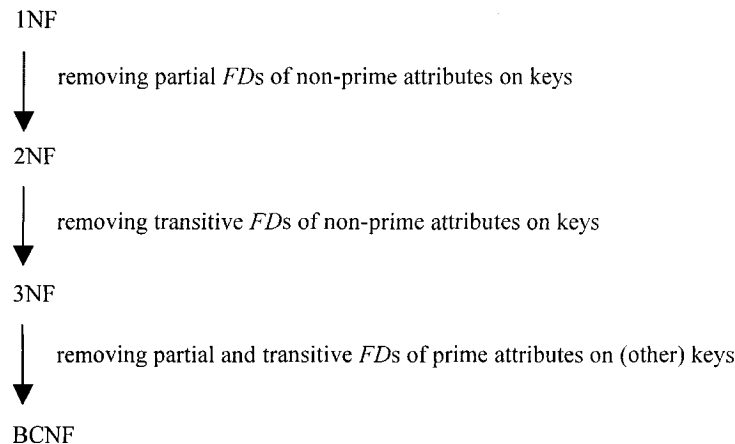 1NF
removing partial FDs of non-prime attributes on keys
2NF
removing transitive FDs of non-prime attributes on keys
3NF
removing partial and transitive FDs of prime attributes on (other) keys
BCNF